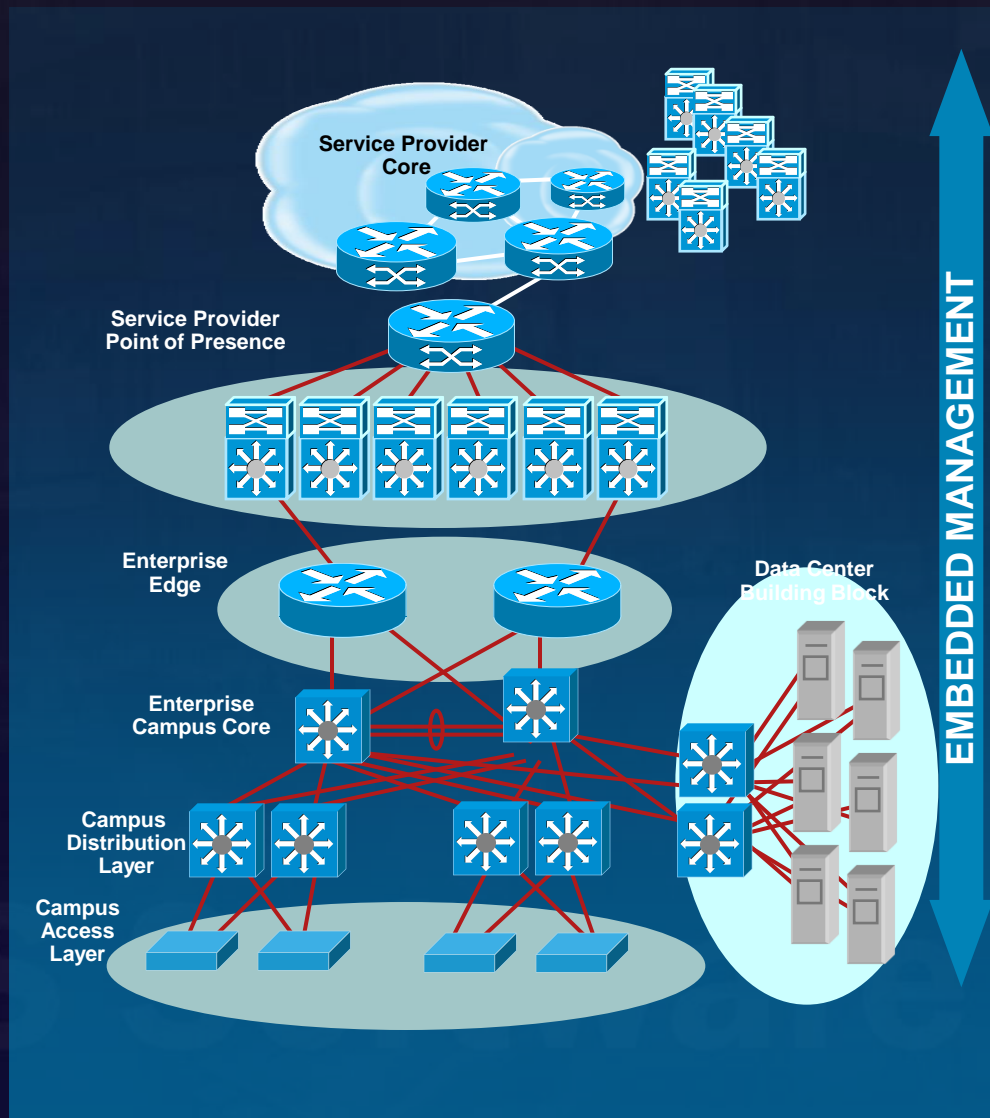 Service Provider
Core
Service Provider
Point of Presence
Enterprise
Edge
Data Center
Building Block
Enterprise
Campus Core
Campus
Distribution
Layer
Campus
Access
Layer
EMBEDDED MANAGEMENT